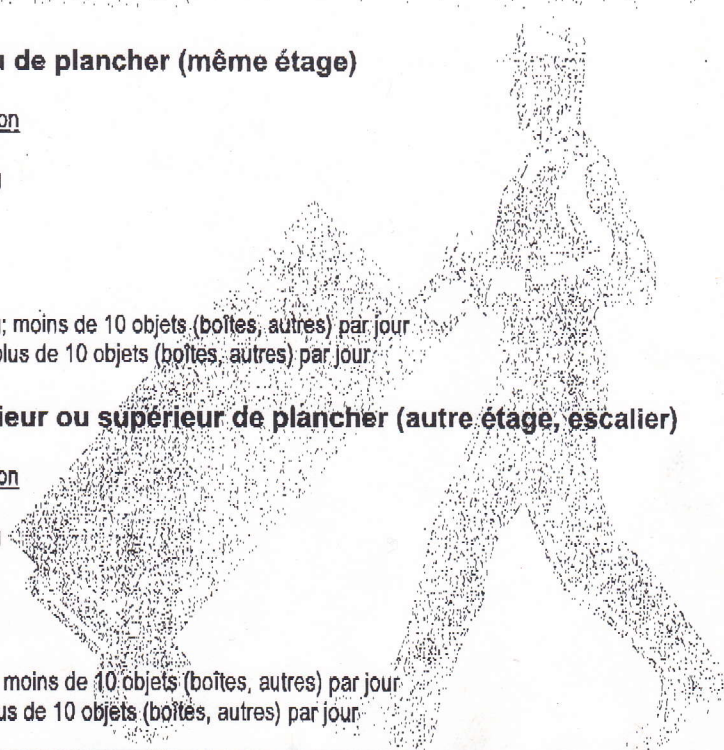 u de plancher (même étage)
on
; moins de 10 objets (boîtes, autres) par jour
plus de 10 objets (boîtes, autres) par jour
ieur ou supérieur de plancher (autre étage, escalier)
on
moins de 10 objets (boîtes, autres) par jour
us de 10 objets (boîtes, autres) par jour